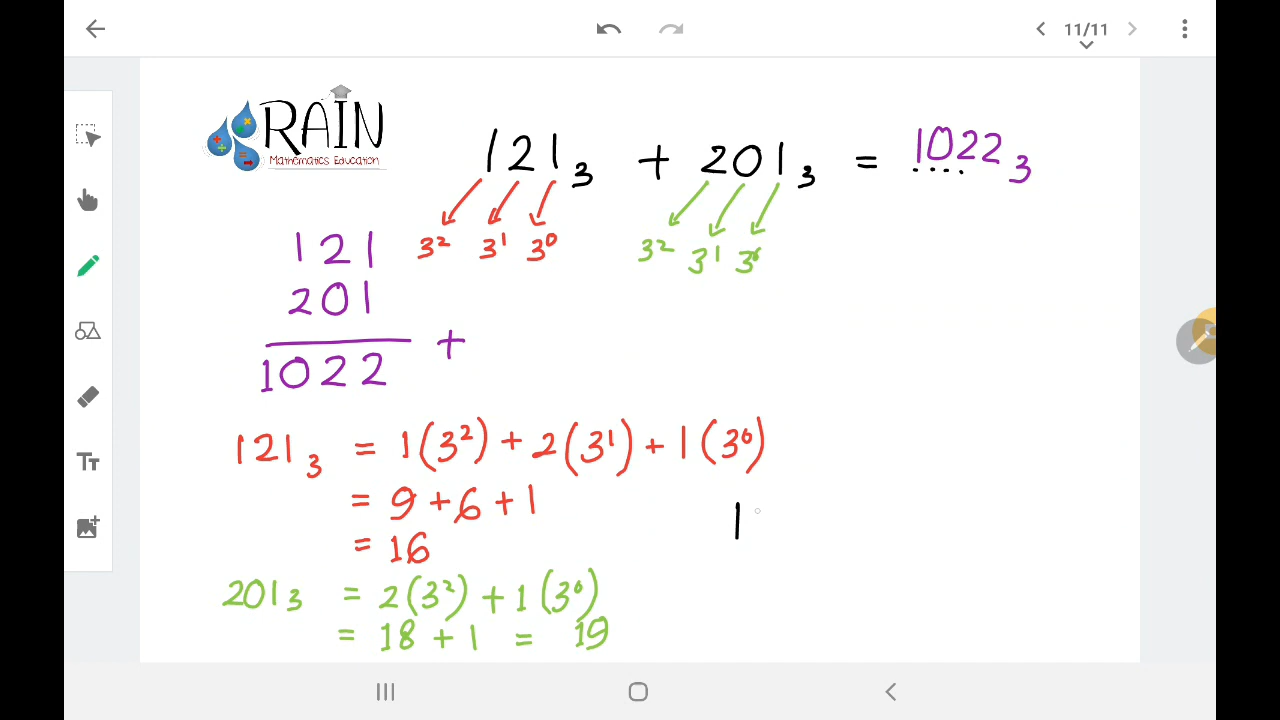 11/11
RAIN
Mathematics Education
121₃ + 201₃ = 1022₃
3² 3¹ 3⁰ 3² 3¹ 3⁰
121
201
+
1022
121₃ = 1(3²) + 2(3¹) + 1(3⁰)
= 9 + 6 + 1
= 16
1
201₃ = 2(3²) + 1(3⁰)
= 18 + 1 = 19
Tт